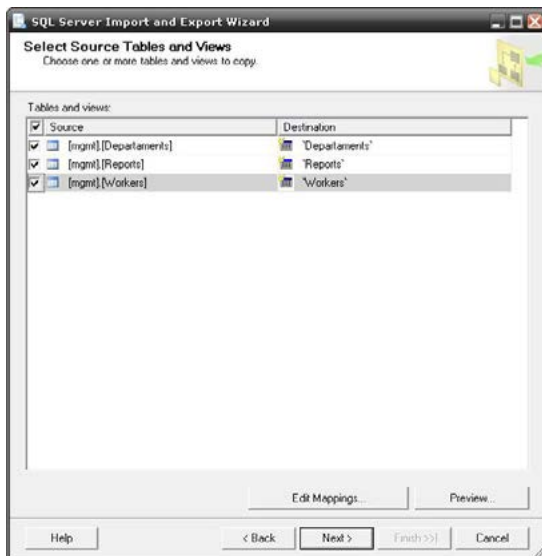 SQL Server Import and Export Wizard
Select Source Tables and Views
Choose one or more tables and views to copy.
Tables and views:
Source Destination
[mgmt].[Departaments] `Departaments`
[mgmt].[Reports] `Reports`
[mgmt].[Workers] `Workers`
Edit Mappings... Preview...
Help < Back Next > Finish >>| Cancel